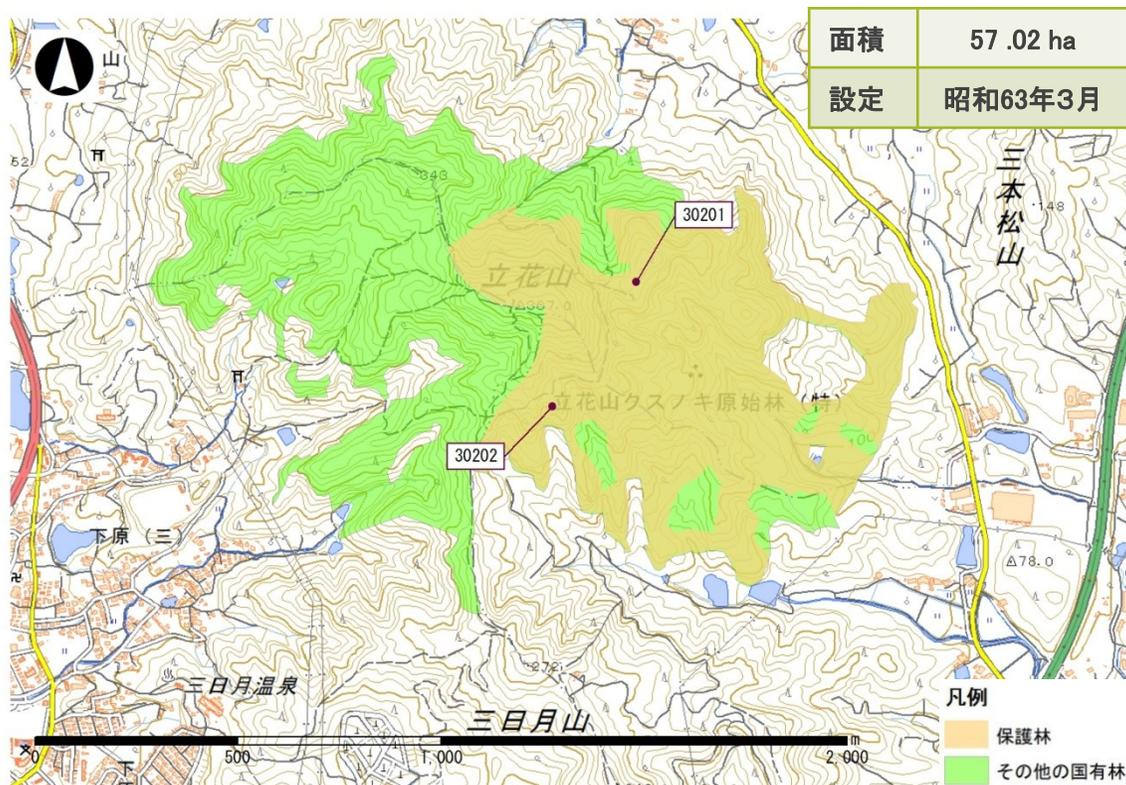 面積 57 .02 ha
設定 昭和63年3月
山
三本松山
・148
52
・343
30201
立花山
立花山クスノキ原始林（特）
100
30202
下原（三）
△78.0
・272
三日月温泉
三日月山
0 500 1,000 2,000 m
下
凡例
保護林
その他の国有林